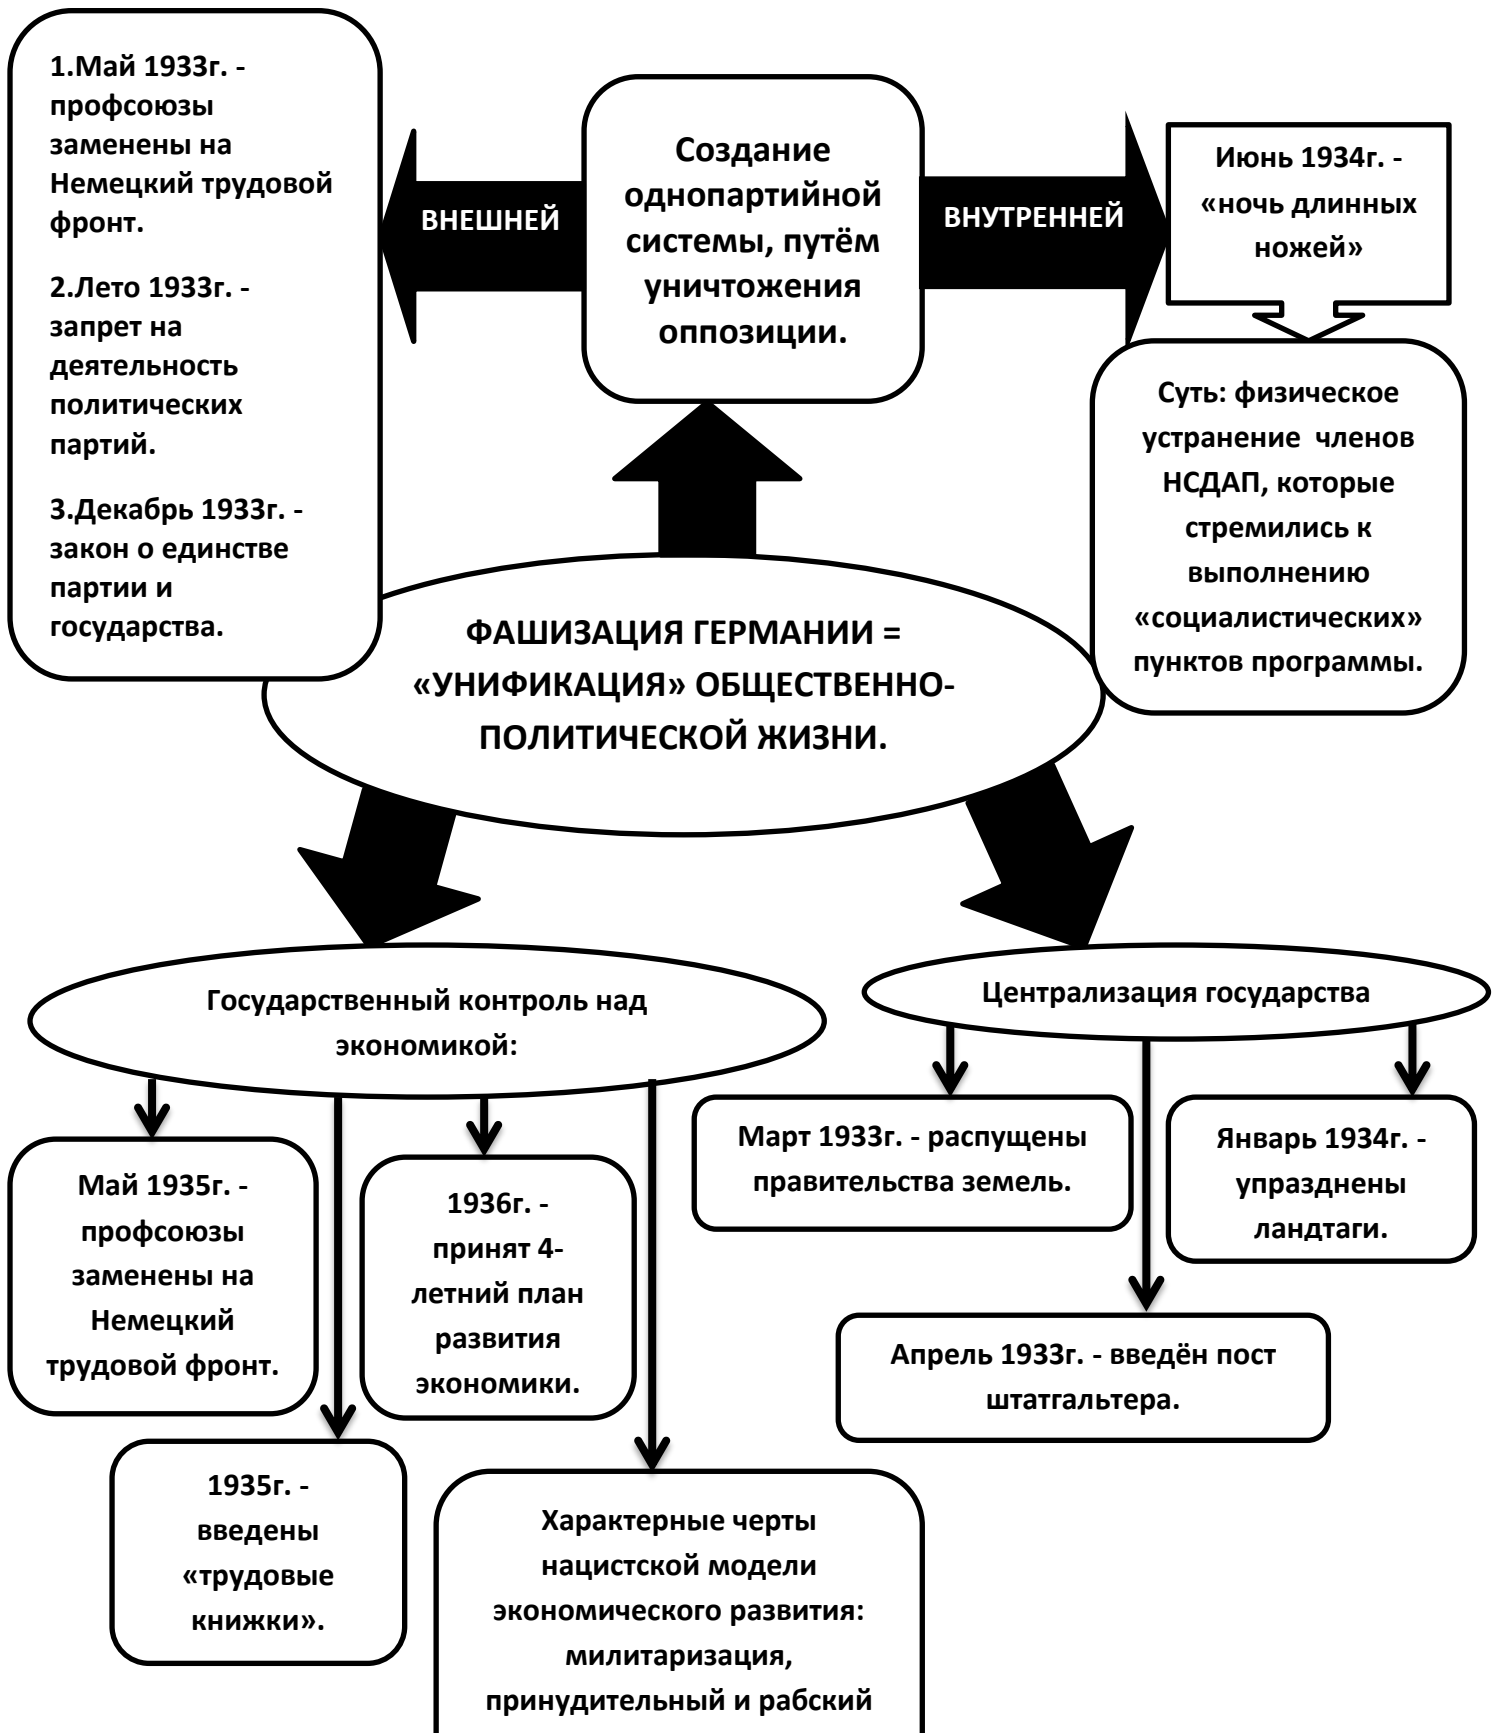 1.Май 1933г. -
профсоюзы
заменены на
Немецкий трудовой
фронт.
2.Лето 1933г. -
запрет на
деятельность
политических
партий.
3.Декабрь 1933г. -
закон о единстве
партии и
государства.
ВНЕШНЕЙ
Создание
однопартийной
системы, путём
уничтожения
оппозиции.
ВНУТРЕННЕЙ
Июнь 1934г. -
«ночь длинных
ножей»
Суть: физическое
устранение членов
НСДАП, которые
стремились к
выполнению
«социалистических»
пунктов программы.
ФАШИЗАЦИЯ ГЕРМАНИИ =
«УНИФИКАЦИЯ» ОБЩЕСТВЕННО-
ПОЛИТИЧЕСКОЙ ЖИЗНИ.
Государственный контроль над
экономикой:
Май 1935г. -
профсоюзы
заменены на
Немецкий
трудовой фронт.
1935г. -
введены
«трудовые
книжки».
1936г. -
принят 4-
летний план
развития
экономики.
Характерные черты
нацистской модели
экономического развития:
милитаризация,
принудительный и рабский
Централизация государства
Март 1933г. - распущены
правительства земель.
Апрель 1933г. - введён пост
штатгальтера.
Январь 1934г. -
упразднены
ландтаги.